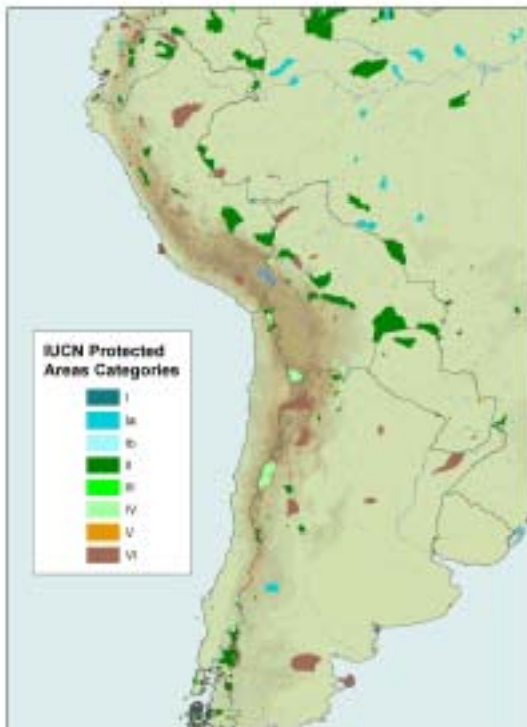 IUCN Protected
Areas Categories
I
Ia
Ib
II
III
IV
V
VI